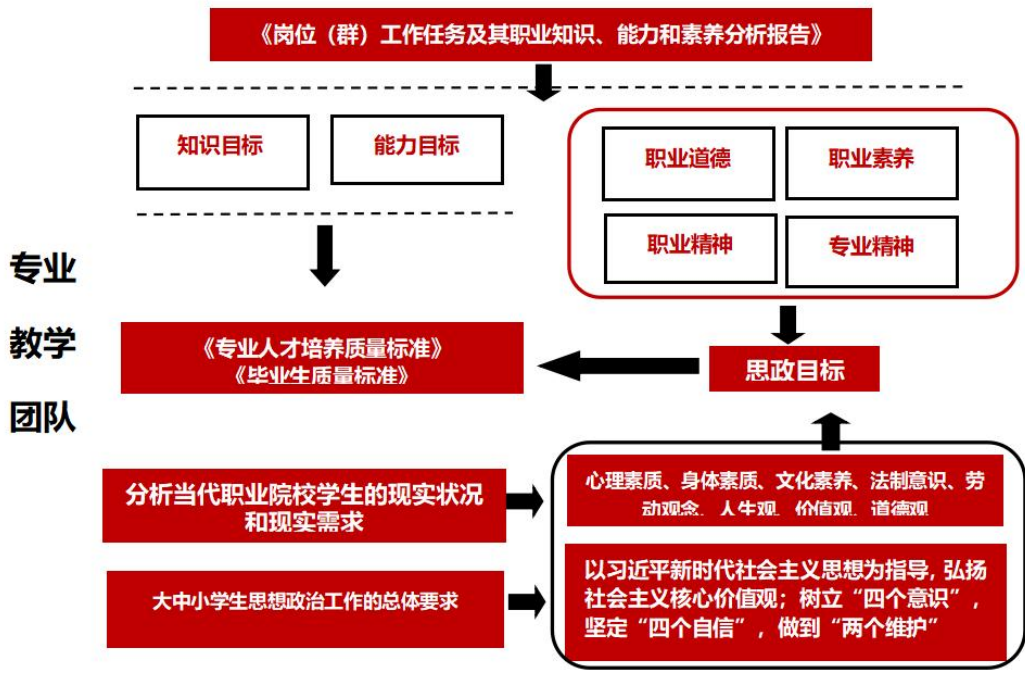 《岗位（群）工作任务及其职业知识、能力和素养分析报告》
知识目标
能力目标
职业道德
职业素养
职业精神
专业精神
专业
教学
团队
《专业人才培养质量标准》
《毕业生质量标准》
思政目标
分析当代职业院校学生的现实状况
和现实需求
心理素质、身体素质、文化素养、法制意识、劳
动观念、人生观、价值观、道德观
大中小学生思想政治工作的总体要求
以习近平新时代社会主义思想为指导，弘扬
社会主义核心价值观；树立“四个意识”，
坚定“四个自信”，做到“两个维护”